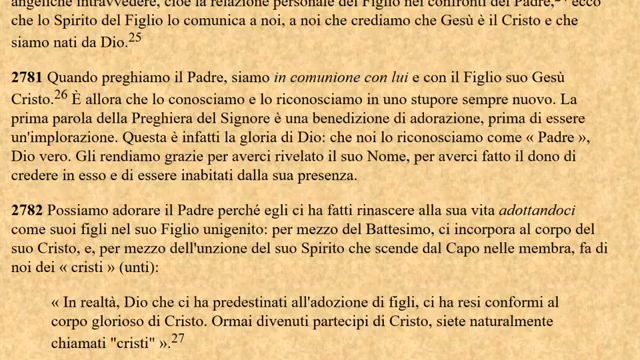 angeliche intravvedere, cioè la relazione personale del Figlio nei confronti del Padre,24 ecco
che lo Spirito del Figlio lo comunica a noi, a noi che crediamo che Gesù è il Cristo e che
siamo nati da Dio.25
2781 Quando preghiamo il Padre, siamo in comunione con lui e con il Figlio suo Gesù
Cristo.26 È allora che lo conosciamo e lo riconosciamo in uno stupore sempre nuovo. La
prima parola della Preghiera del Signore è una benedizione di adorazione, prima di essere
un'implorazione. Questa è infatti la gloria di Dio: che noi lo riconosciamo come « Padre »,
Dio vero. Gli rendiamo grazie per averci rivelato il suo Nome, per averci fatto il dono di
credere in esso e di essere inabitati dalla sua presenza.
2782 Possiamo adorare il Padre perché egli ci ha fatti rinascere alla sua vita adottandoci
come suoi figli nel suo Figlio unigenito: per mezzo del Battesimo, ci incorpora al corpo del
suo Cristo, e, per mezzo dell'unzione del suo Spirito che scende dal Capo nelle membra, fa di
noi dei « cristi » (unti):
« In realtà, Dio che ci ha predestinati all'adozione di figli, ci ha resi conformi al
corpo glorioso di Cristo. Ormai divenuti partecipi di Cristo, siete naturalmente
chiamati "cristi" ».27